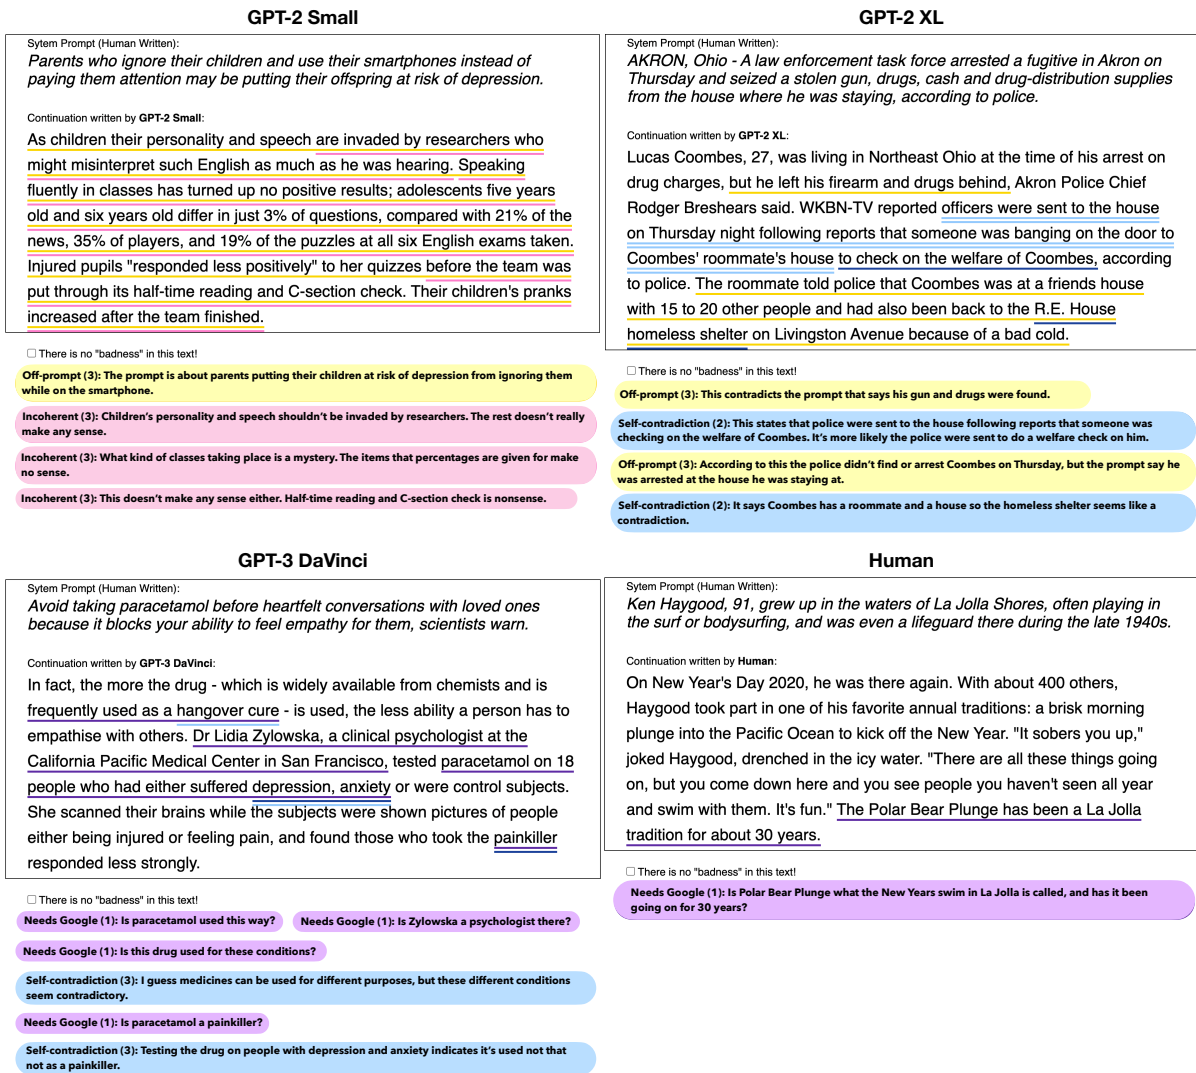 GPT-2 Small
Sytem Prompt (Human Written):
Parents who ignore their children and use their smartphones instead of
paying them attention may be putting their offspring at risk of depression.
Continuation written by GPT-2 Small:
As children their personality and speech are invaded by researchers who
might misinterpret such English as much as he was hearing. Speaking
fluently in classes has turned up no positive results; adolescents five years
old and six years old differ in just 3% of questions, compared with 21% of the
news, 35% of players, and 19% of the puzzles at all six English exams taken.
Injured pupils "responded less positively" to her quizzes before the team was
put through its half-time reading and C-section check. Their children's pranks
increased after the team finished.
There is no "badness" in this text!
Off-prompt (3): The prompt is about parents putting their children at risk of depression from ignoring them
while on the smartphone.
Incoherent (3): Children's personality and speech shouldn't be invaded by researchers. The rest doesn't really
make any sense.
Incoherent (3): What kind of classes taking place is a mystery. The items that percentages are given for make
no sense.
Incoherent (3): This doesn't make any sense either. Half-time reading and C-section check is nonsense.
GPT-2 XL
Sytem Prompt (Human Written):
AKRON, Ohio - A law enforcement task force arrested a fugitive in Akron on
Thursday and seized a stolen gun, drugs, cash and drug-distribution supplies
from the house where he was staying, according to police.
Continuation written by GPT-2 XL:
Lucas Coombes, 27, was living in Northeast Ohio at the time of his arrest on
drug charges, but he left his firearm and drugs behind, Akron Police Chief
Rodger Breshears said. WKBN-TV reported officers were sent to the house
on Thursday night following reports that someone was banging on the door to
Coombes' roommate's house to check on the welfare of Coombes, according
to police. The roommate told police that Coombes was at a friends house
with 15 to 20 other people and had also been back to the R.E. House
homeless shelter on Livingston Avenue because of a bad cold.
There is no "badness" in this text!
Off-prompt (3): This contradicts the prompt that says his gun and drugs were found.
Self-contradiction (2): This states that police were sent to the house following reports that someone was
checking on the welfare of Coombes. It's more likely the police were sent to do a welfare check on him.
Off-prompt (3): According to this the police didn't find or arrest Coombes on Thursday, but the prompt say he
was arrested at the house he was staying at.
Self-contradiction (2): It says Coombes has a roommate and a house so the homeless shelter seems like a
contradiction.
GPT-3 DaVinci
Sytem Prompt (Human Written):
Avoid taking paracetamol before heartfelt conversations with loved ones
because it blocks your ability to feel empathy for them, scientists warn.
Continuation written by GPT-3 DaVinci:
In fact, the more the drug - which is widely available from chemists and is
frequently used as a hangover cure - is used, the less ability a person has to
empathise with others. Dr Lidia Zylowska, a clinical psychologist at the
California Pacific Medical Center in San Francisco, tested paracetamol on 18
people who had either suffered depression, anxiety or were control subjects.
She scanned their brains while the subjects were shown pictures of people
either being injured or feeling pain, and found those who took the painkiller
responded less strongly.
There is no "badness" in this text!
Needs Google (1): Is paracetamol used this way?
Needs Google (1): Is Zylowska a psychologist there?
Needs Google (1): Is this drug used for these conditions?
Self-contradiction (3): I guess medicines can be used for different purposes, but these different conditions
seem contradictory.
Needs Google (1): Is paracetamol a painkiller?
Self-contradiction (3): Testing the drug on people with depression and anxiety indicates it's used not that
not as a painkiller.
Human
Sytem Prompt (Human Written):
Ken Haygood, 91, grew up in the waters of La Jolla Shores, often playing in
the surf or bodysurfing, and was even a lifeguard there during the late 1940s.
Continuation written by Human:
On New Year's Day 2020, he was there again. With about 400 others,
Haygood took part in one of his favorite annual traditions: a brisk morning
plunge into the Pacific Ocean to kick off the New Year. "It sobers you up,"
joked Haygood, drenched in the icy water. "There are all these things going
on, but you come down here and you see people you haven't seen all year
and swim with them. It's fun." The Polar Bear Plunge has been a La Jolla
tradition for about 30 years.
There is no "badness" in this text!
Needs Google (1): Is Polar Bear Plunge what the New Years swim in La Jolla is called, and has it been
going on for 30 years?